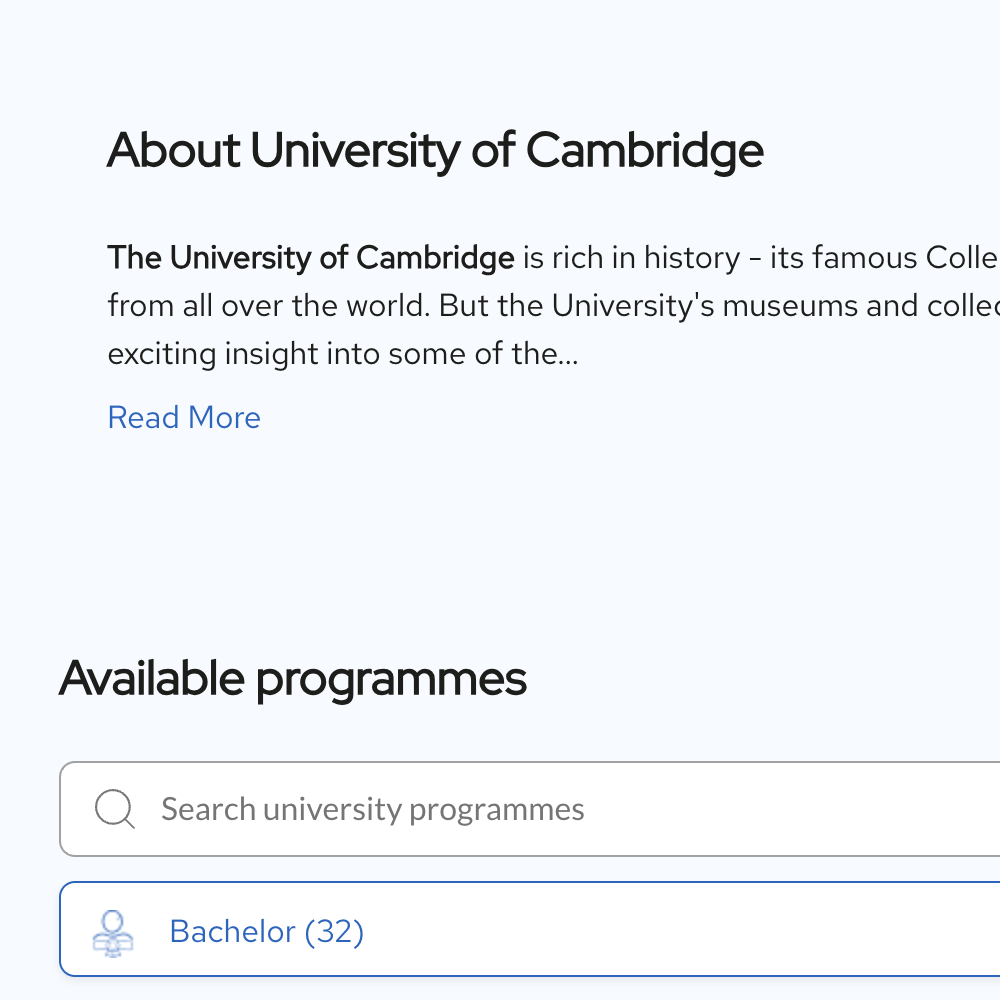 About University of Cambridge
The University of Cambridge is rich in history - its famous
from all over the world. But the University's museums and
exciting insight into some of the...
Read More
Available programmes
Search university programmes
Bachelor (32)